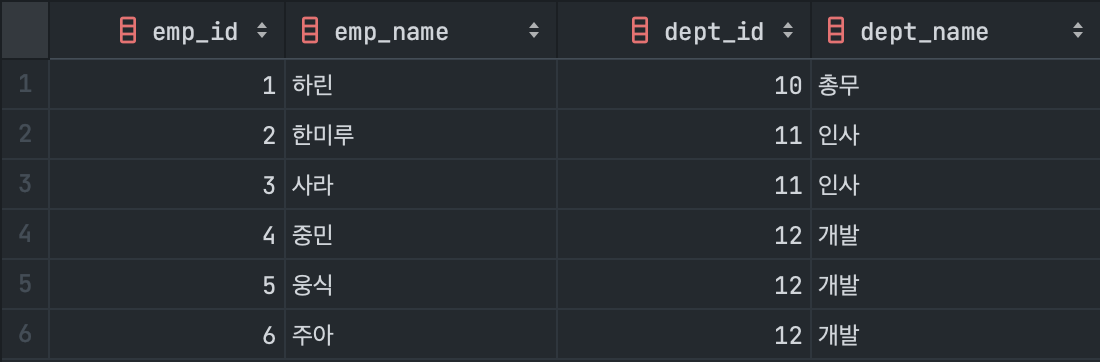 emp_id emp_name dept_id dept_name
1 1 하린 10 총무
2 2 한미루 11 인사
3 3 사라 11 인사
4 4 중민 12 개발
5 5 웅식 12 개발
6 6 주아 12 개발